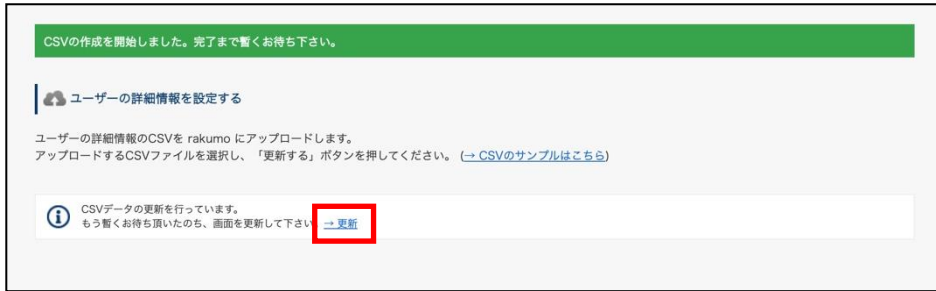 CSVの作成を開始しました。完了まで暫くお待ち下さい。
ユーザーの詳細情報を設定する
ユーザーの詳細情報のCSVを rakumo にアップロードします。
アップロードするCSVファイルを選択し、「更新する」ボタンを押してください。 (→ CSVのサンプルはこちら)
CSVデータの更新を行っています。
もう暫くお待ち頂いたのち、画面を更新して下さい → 更新